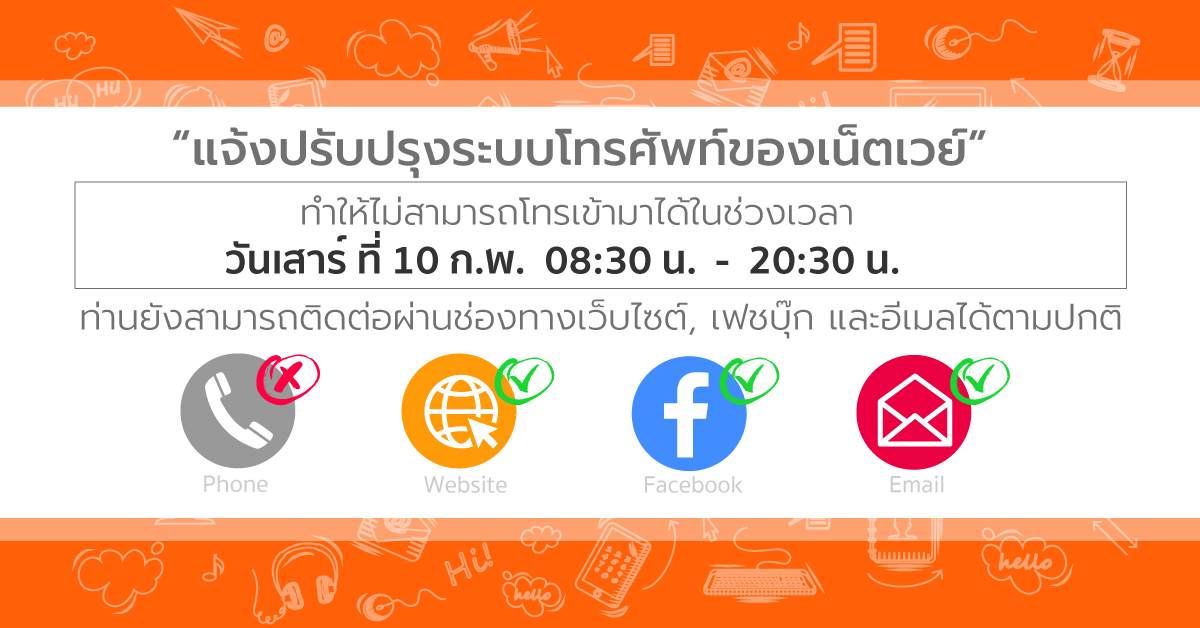 Hu Hu
Hi!
“แจ้งปรับปรุงระบบโทรศัพท์ของเน็ตเวย์”
ทำให้ไม่สามารถโทรเข้ามาได้ในช่วงเวลา
วันเสาร์ ที่ 10 ก.พ. 08:30 น. - 20:30 น.
ท่านยังสามารถติดต่อผ่านช่องทางเว็บไซต์, เฟซบุ๊ก และอีเมลได้ตามปกติ
Phone Website Facebook Email
Hi!
hello
hello